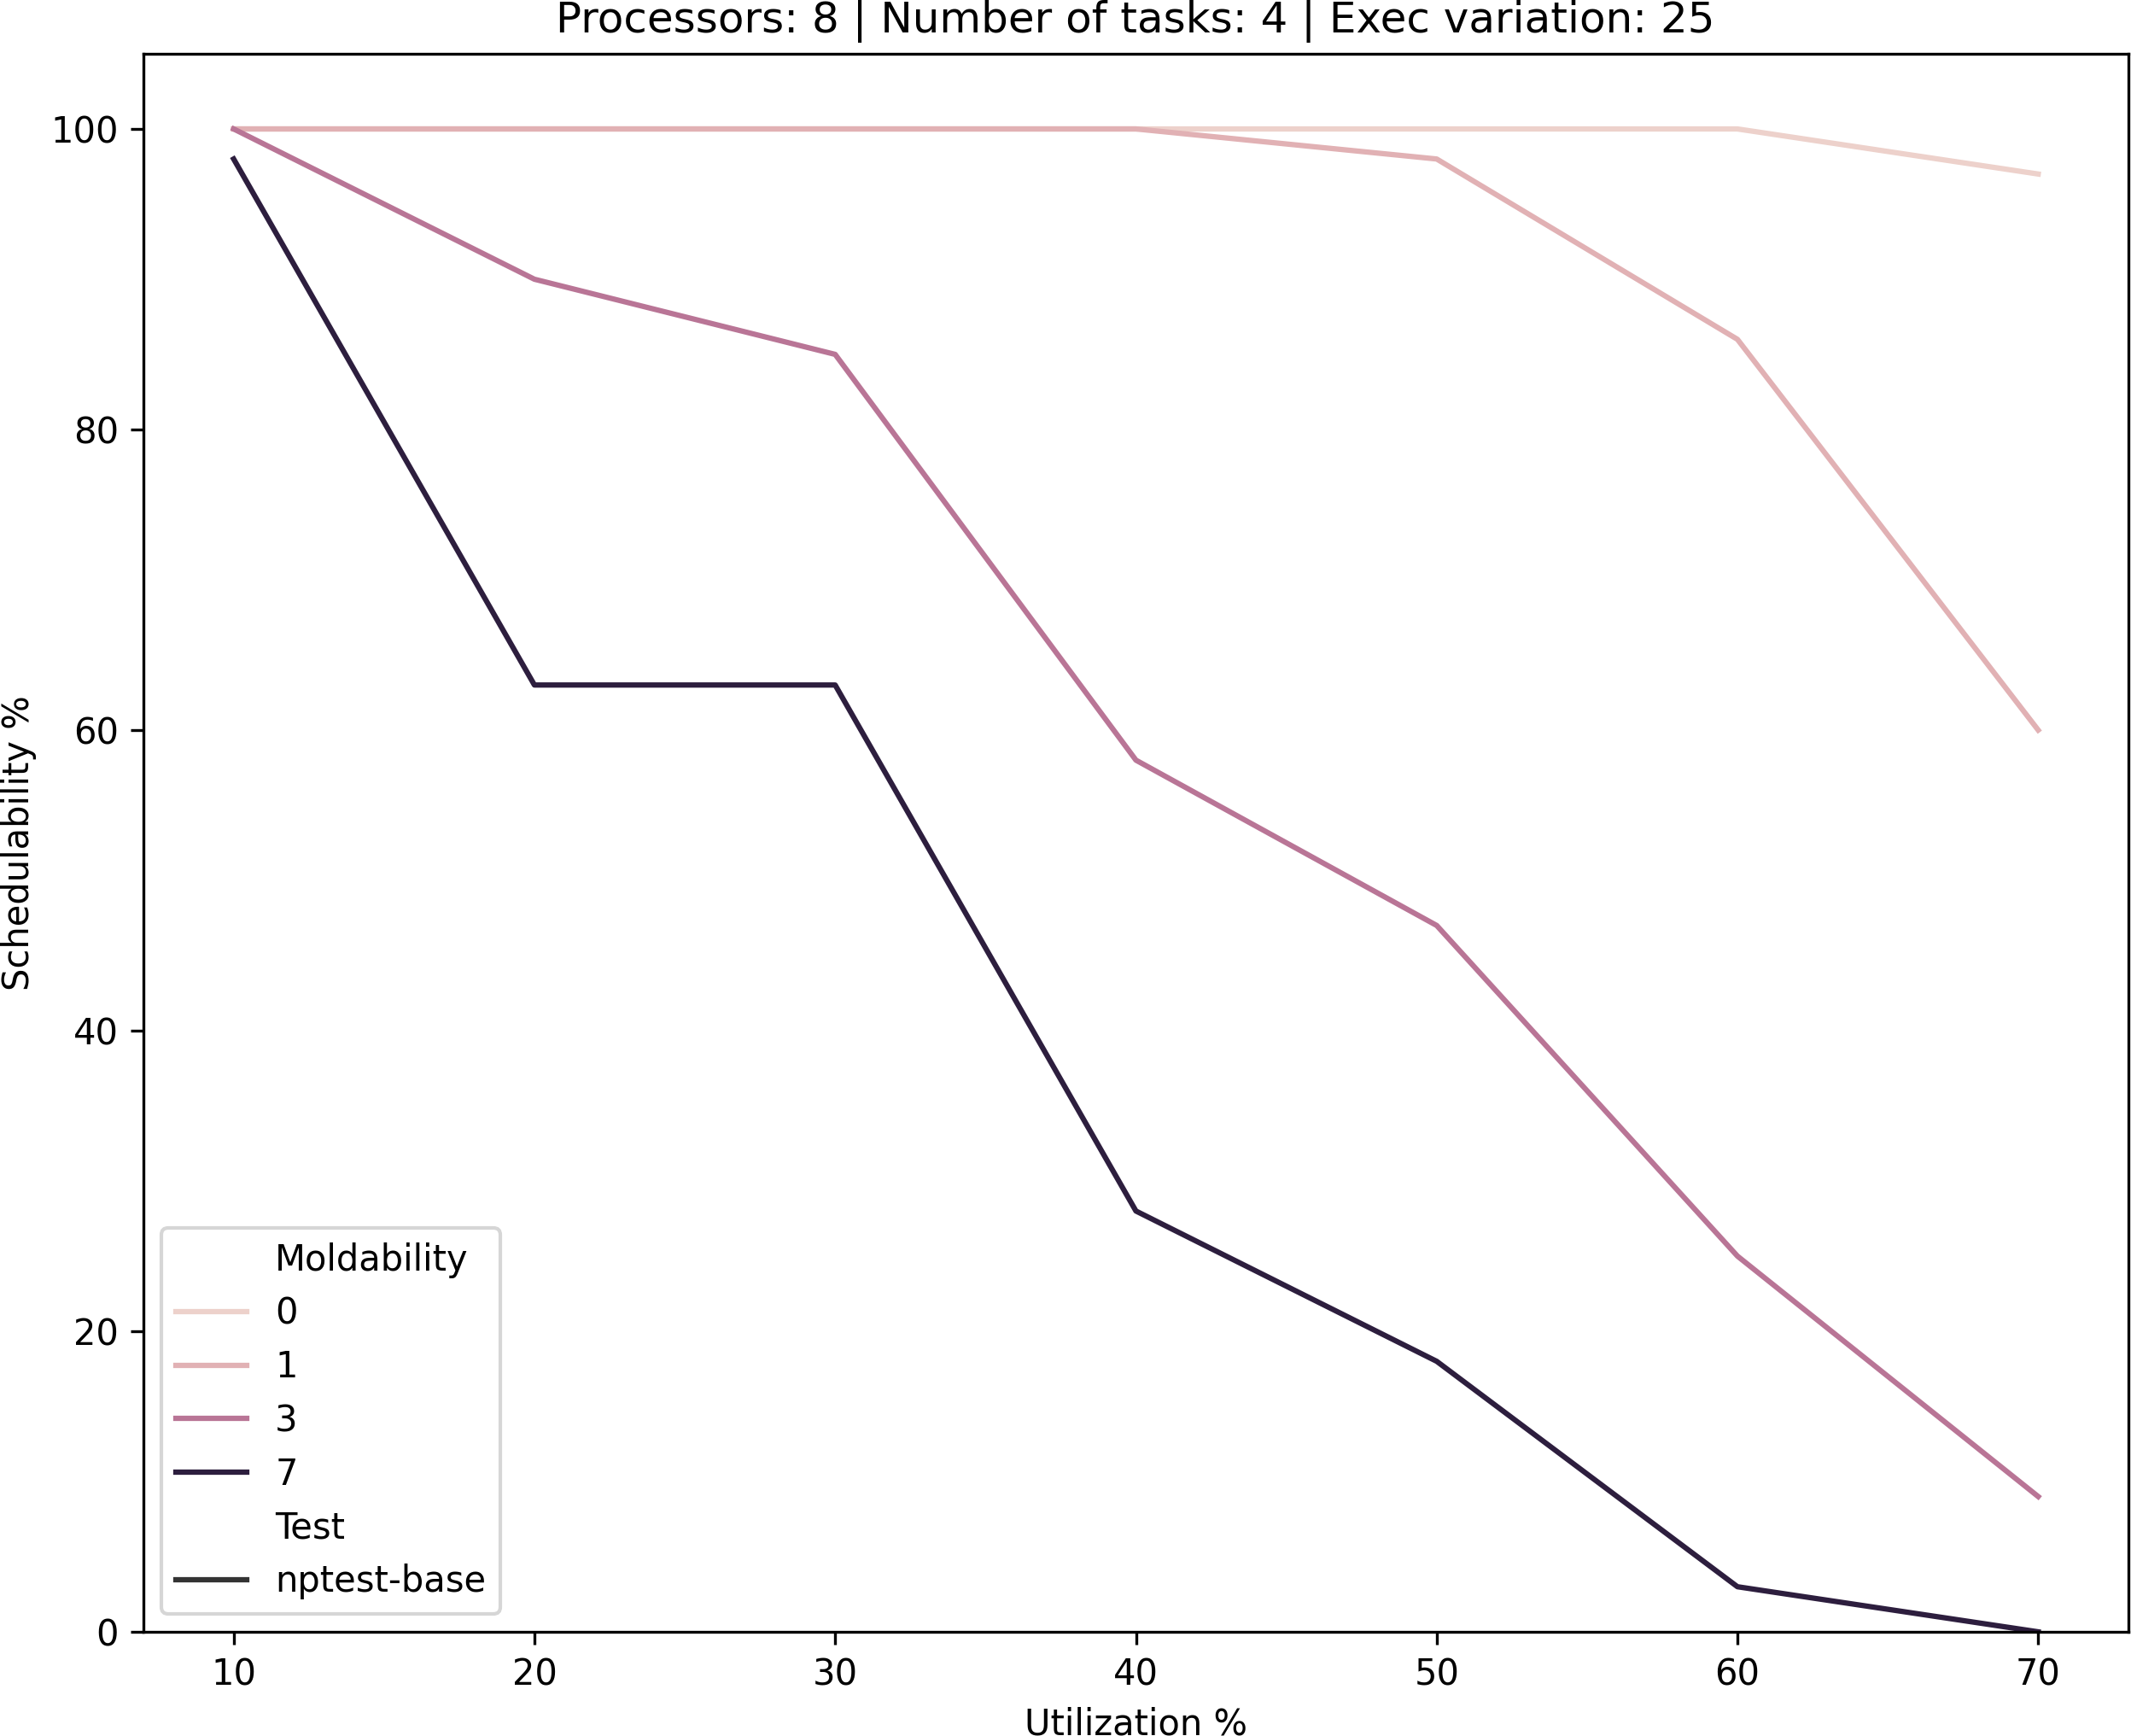 Processors: 8 | Number of tasks: 4 | Exec variation: 25
Schedulability %
100
80
60
40
20
0
Moldability
0
1
3
7
Test
nptest-base
10 20 30 40 50 60 70
Utilization %